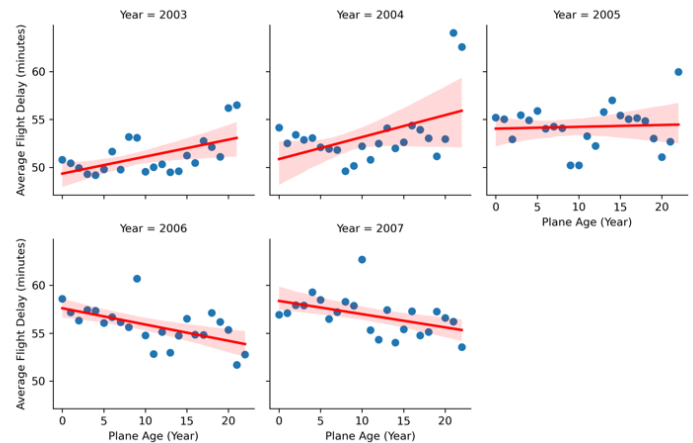 Year = 2003
Year = 2004
Year = 2005
Average Flight Delay (minutes)
60
55
50
0 5 10 15 20
Plane Age (Year)
Year = 2006
Year = 2007
Average Flight Delay (minutes)
60
55
50
0 5 10 15 20
0 5 10 15 20
Plane Age (Year)
Plane Age (Year)